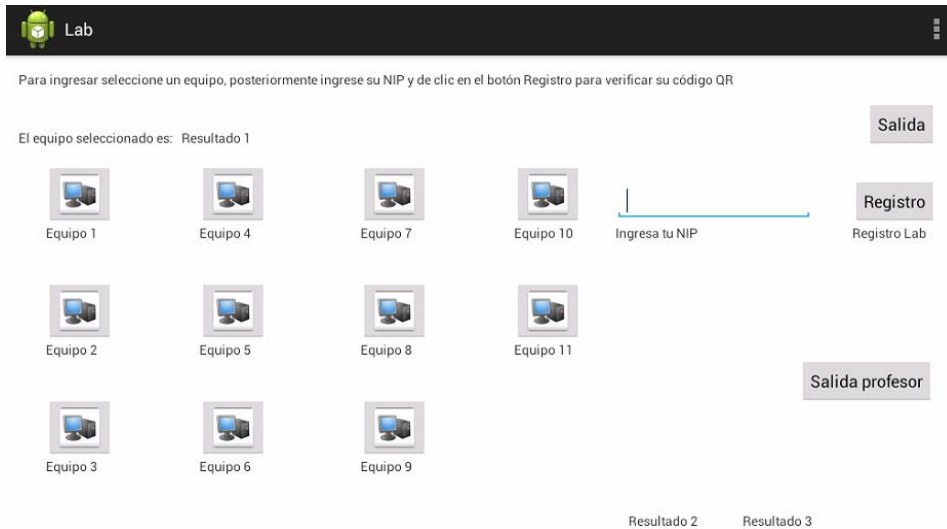 Lab
Para ingresar seleccione un equipo, posteriormente ingrese su NIP y de clic en el botón Registro para verificar su código QR
Salida
El equipo seleccionado es: Resultado 1
Registro
Equipo 1 Equipo 4 Equipo 7 Equipo 10 Ingresa tu NIP Registro Lab
Equipo 2 Equipo 5 Equipo 8 Equipo 11
Salida profesor
Equipo 3 Equipo 6 Equipo 9
Resultado 2 Resultado 3